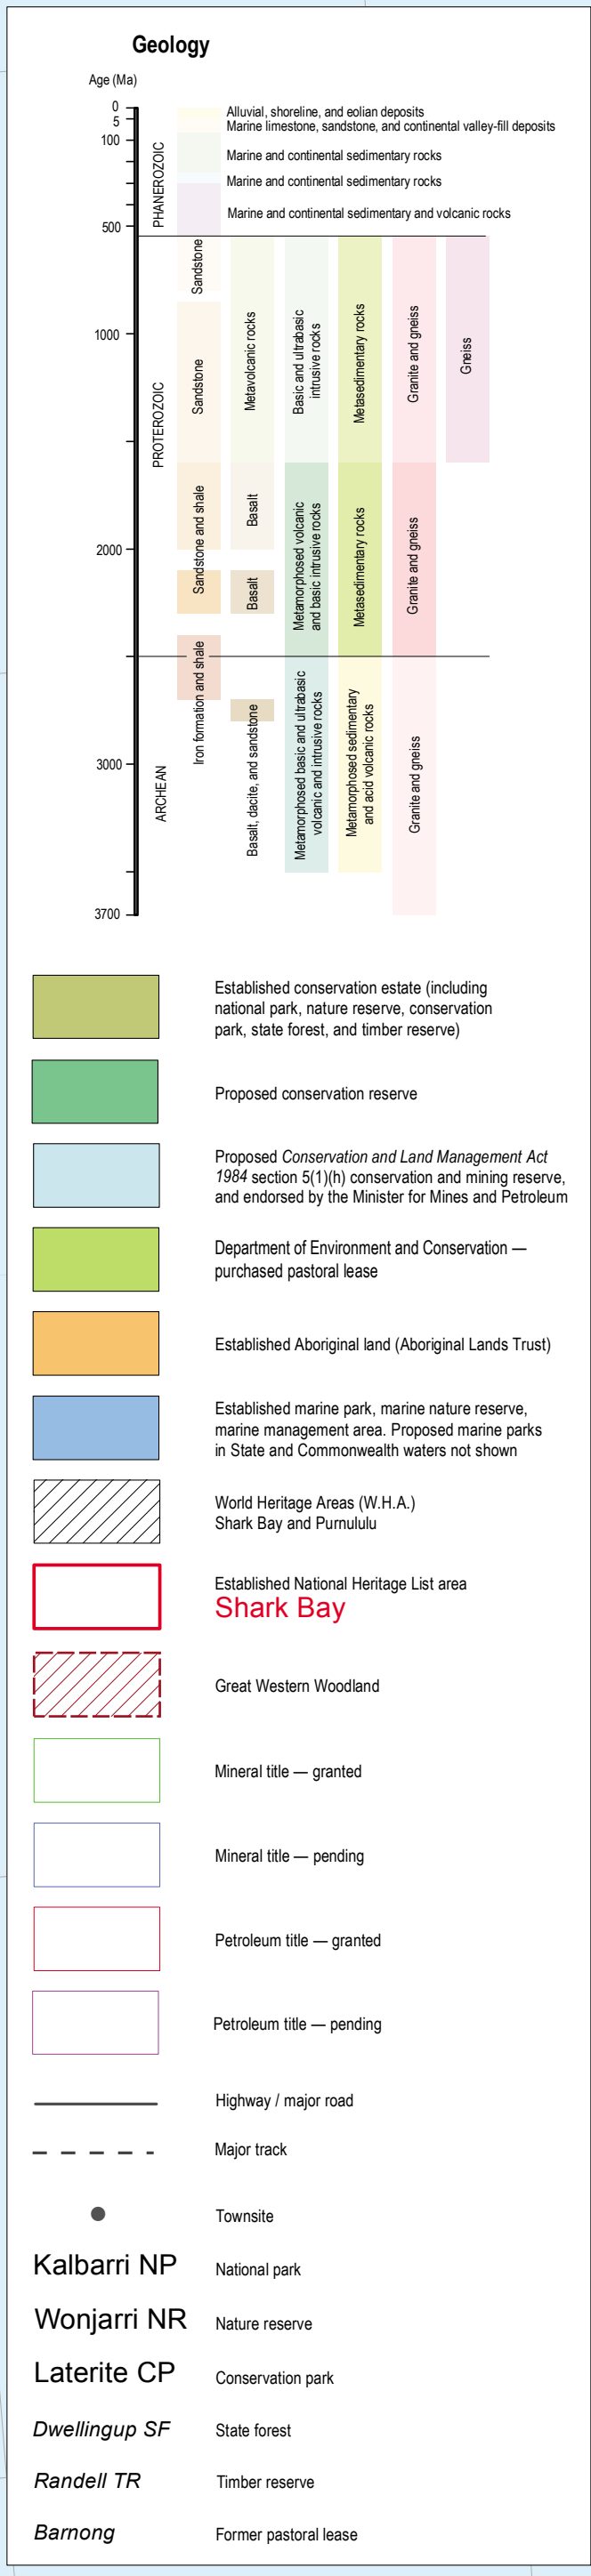 Geology
Age (Ma)
0
5
100
500
1000
2000
3000
3700
PHANEROZOIC
PROTEROZOIC
ARCHEAN
Alluvial, shoreline, and eolian deposits
Marine limestone, sandstone, and continental valley-fill deposits
Marine and continental sedimentary rocks
Marine and continental sedimentary rocks
Marine and continental sedimentary and volcanic rocks
Sandstone
Sandstone
Sandstone and shale
Iron formation and shale
Metavolcanic rocks
Basalt
Basalt
Basalt, dacite, and sandstone
Basic and ultrabasic
intrusive rocks
Metamorphosed volcanic
and basic intrusive rocks
Metamorphosed basic and ultrabasic
volcanic and intrusive rocks
Metasedimentary rocks
Metasedimentary rocks
Metamorphosed sedimentary
and acid volcanic rocks
Granite and gneiss
Granite and gneiss
Granite and gneiss
Gneiss
Established conservation estate (including
national park, nature reserve, conservation
park, state forest, and timber reserve)
Proposed conservation reserve
Proposed Conservation and Land Management Act
1984 section 5(1)(h) conservation and mining reserve,
and endorsed by the Minister for Mines and Petroleum
Department of Environment and Conservation —
purchased pastoral lease
Established Aboriginal land (Aboriginal Lands Trust)
Established marine park, marine nature reserve,
marine management area. Proposed marine parks
in State and Commonwealth waters not shown
World Heritage Areas (W.H.A.)
Shark Bay and Purnululu
Established National Heritage List area
Shark Bay
Great Western Woodland
Mineral title — granted
Mineral title — pending
Petroleum title — granted
Petroleum title — pending
Highway / major road
Major track
Townsite
Kalbarri NP National park
Wonjarri NR Nature reserve
Laterite CP Conservation park
Dwellingup SF State forest
Randell TR Timber reserve
Barnong Former pastoral lease